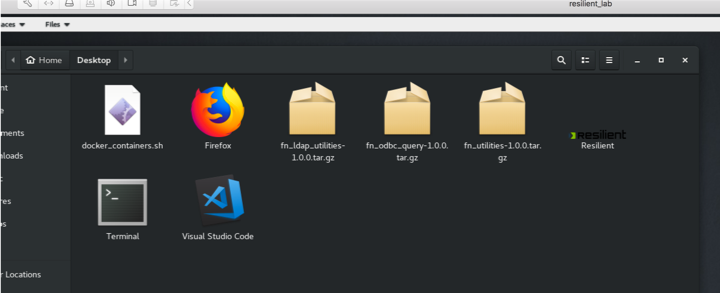 resilient_lab
aces ▾ Files ▾
Home Desktop
docker_containers.sh
Firefox
fn_ldap_utilities-
1.0.0.tar.gz
fn_odbc_query-1.0.0.
tar.gz
fn_utilities-1.0.0.tar.
gz
resilient
Resilient
>_
Terminal
Visual Studio Code
nt
e
ments
nloads
c
res
os
r Locations